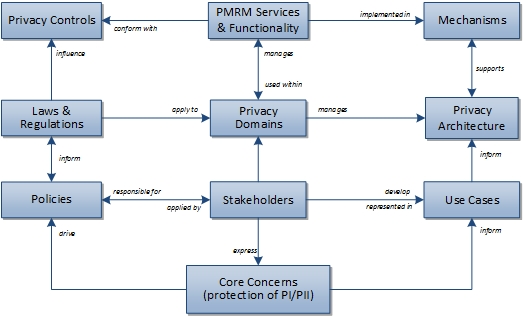 Privacy Controls
PMRM Services
& Functionality
Mechanisms
conform with
implemented in
influence
manages
supports
used within
Laws &
Regulations
apply to
Privacy
Domains
manages
Privacy
Architecture
inform
inform
Policies
responsible for
applied by
Stakeholders
develop
represented in
Use Cases
drive
express
inform
Core Concerns
(protection of PI/PII)